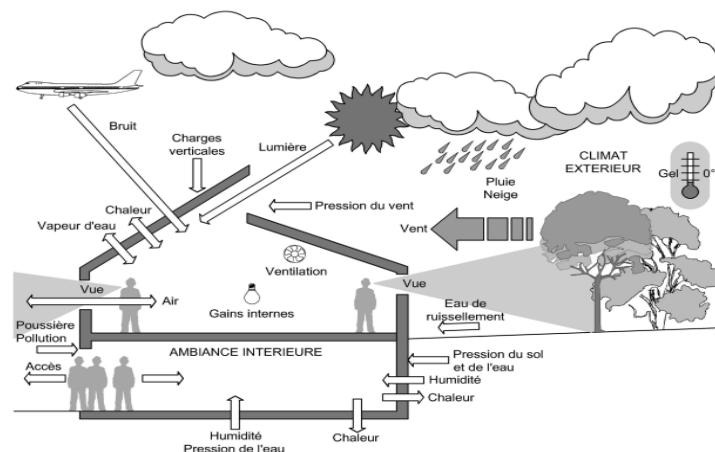 Bruit
Charges
verticales
Lumière
CLIMAT
EXTERIEUR
Gel
0°
Pluie
Neige
Chaleur
Vapeur d'eau
Pression du vent
Vent
Ventilation
Vue
Vue
Air
Gains internes
Eau de
ruissellement
Poussière
Pollution
AMBIANCE INTERIEURE
Pression du sol
et de l'eau
Accès
Humidité
Chaleur
Humidité
Pression de l'eau
Chaleur